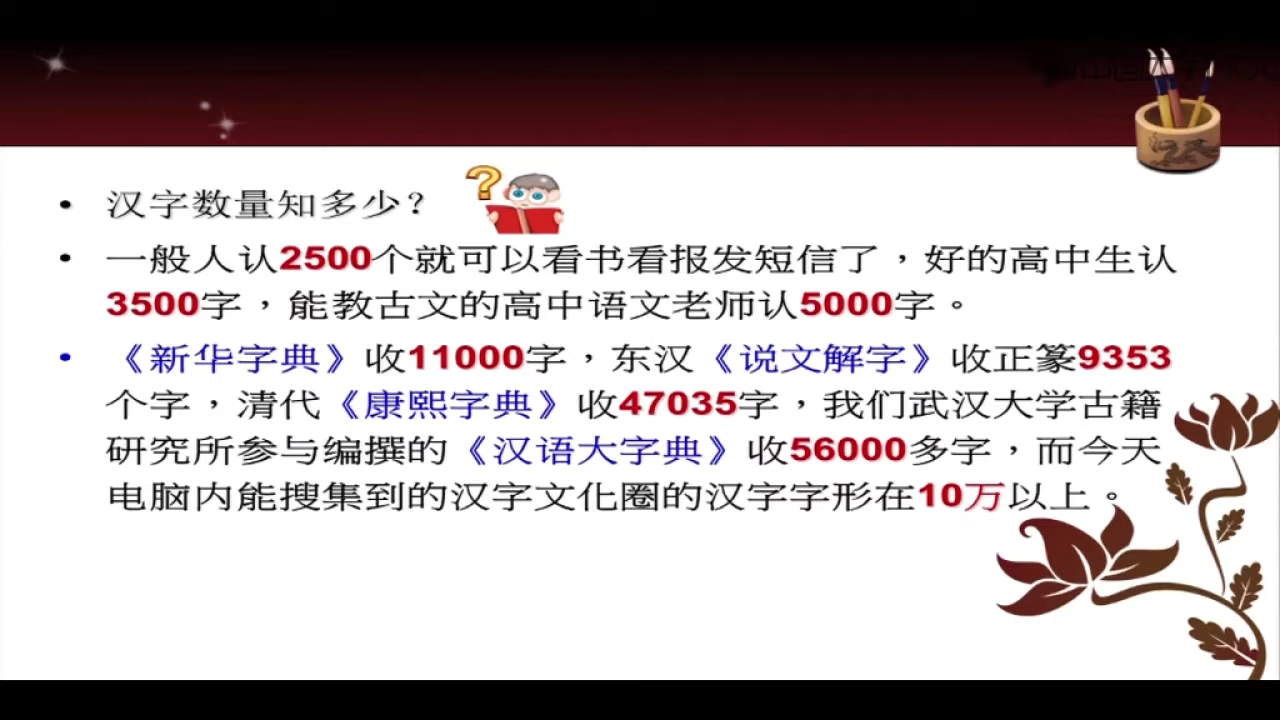 • 汉字数量知多少？
• 一般人认2500个就可以看书看报发短信了，好的高中生认
3500字，能教古文的高中语文老师认5000字。
• 《新华字典》收11000字，东汉《说文解字》收正篆9353
个字，清代《康熙字典》收47035字，我们武汉大学古籍
研究所参与编撰的《汉语大字典》收56000多字，而今天
电脑内能搜集到的汉字文化圈的汉字字形在10万以上。